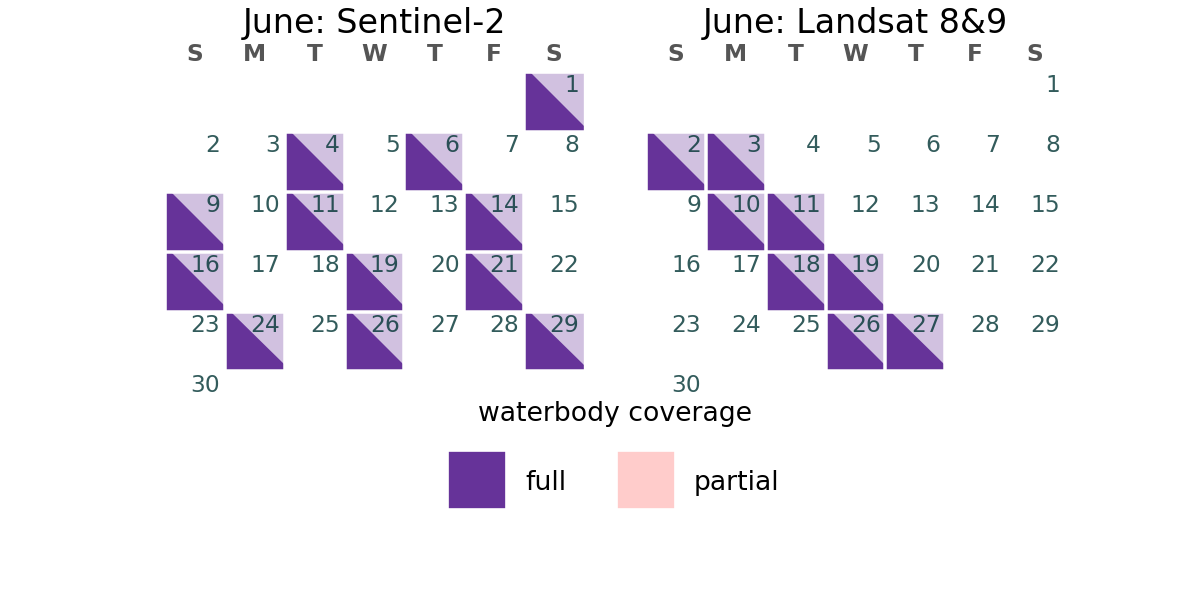 June: Sentinel-2
S M T W T F S
1
2 3 4 5 6 7 8
9 10 11 12 13 14 15
16 17 18 19 20 21 22
23 24 25 26 27 28 29
30
June: Landsat 8&9
S M T W T F S
1
2 3 4 5 6 7 8
9 10 11 12 13 14 15
16 17 18 19 20 21 22
23 24 25 26 27 28 29
30
waterbody coverage
full partial